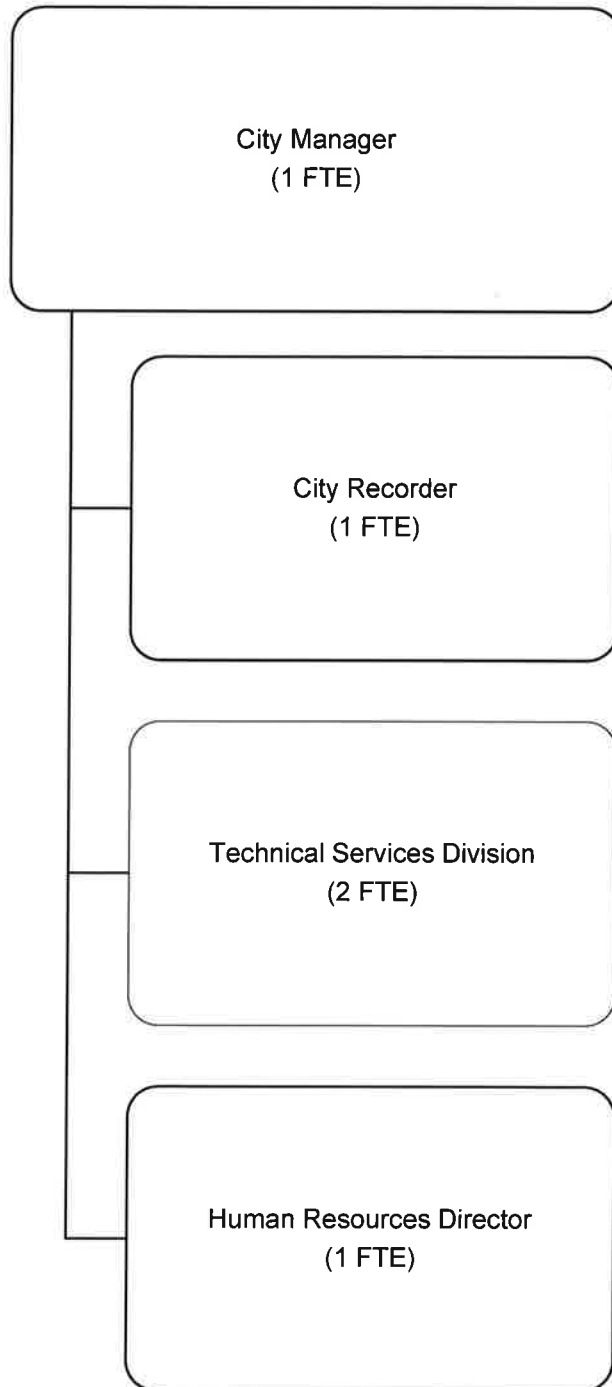 City Manager
(1 FTE)
City Recorder
(1 FTE)
Technical Services Division
(2 FTE)
Human Resources Director
(1 FTE)